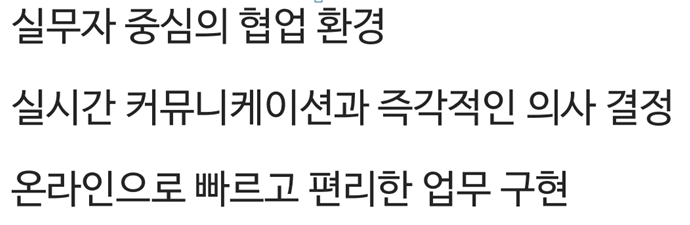 실무자 중심의 협업 환경
실시간 커뮤니케이션과 즉각적인 의사 결정
온라인으로 빠르고 편리한 업무 구현